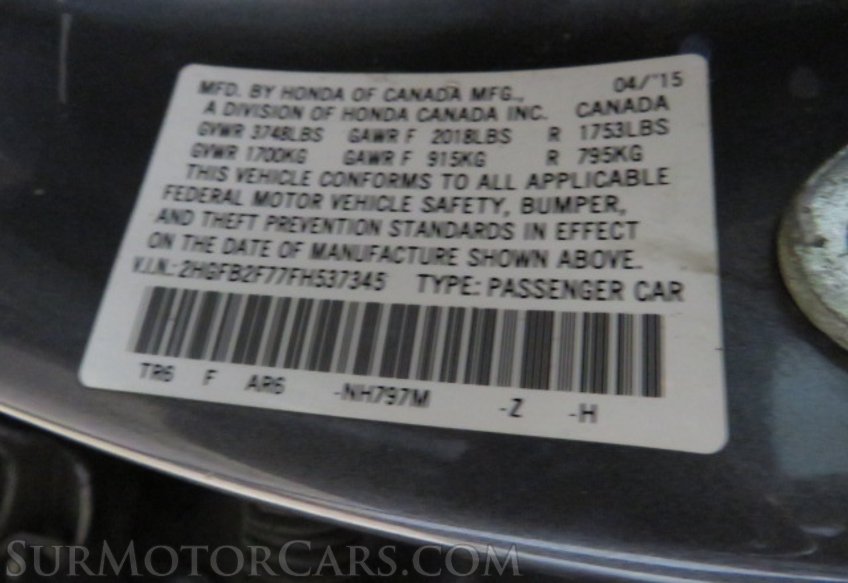 MFD. BY HONDA OF CANADA MFG., 04/'15
A DIVISION OF HONDA CANADA INC. CANADA
GVWR 3748LBS GAWR F 2018LBS R 1753LBS
GVWR 1700KG GAWR F 915KG R 795KG
THIS VEHICLE CONFORMS TO ALL APPLICABLE
FEDERAL MOTOR VEHICLE SAFETY, BUMPER,
AND THEFT PREVENTION STANDARDS IN EFFECT
ON THE DATE OF MANUFACTURE SHOWN ABOVE.
V.I.N.: 2HGFB2F77FH537345 TYPE: PASSENGER CAR
TR6 F AR6 -NH797M -Z -H
SURMOTORCARS.COM